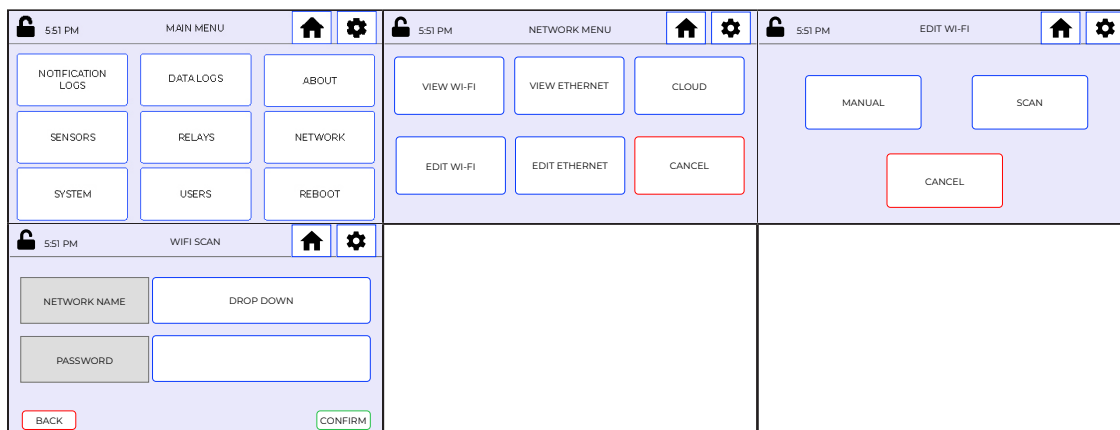 5:51 PM MAIN MENU
NOTIFICATION
LOGS
DATA LOGS
ABOUT
SENSORS
RELAYS
NETWORK
SYSTEM
USERS
REBOOT
5:51 PM NETWORK MENU
VIEW WI-FI
VIEW ETHERNET
CLOUD
EDIT WI-FI
EDIT ETHERNET
CANCEL
5:51 PM EDIT WI-FI
MANUAL
SCAN
CANCEL
5:51 PM WIFI SCAN
NETWORK NAME
DROP DOWN
PASSWORD
BACK
CONFIRM